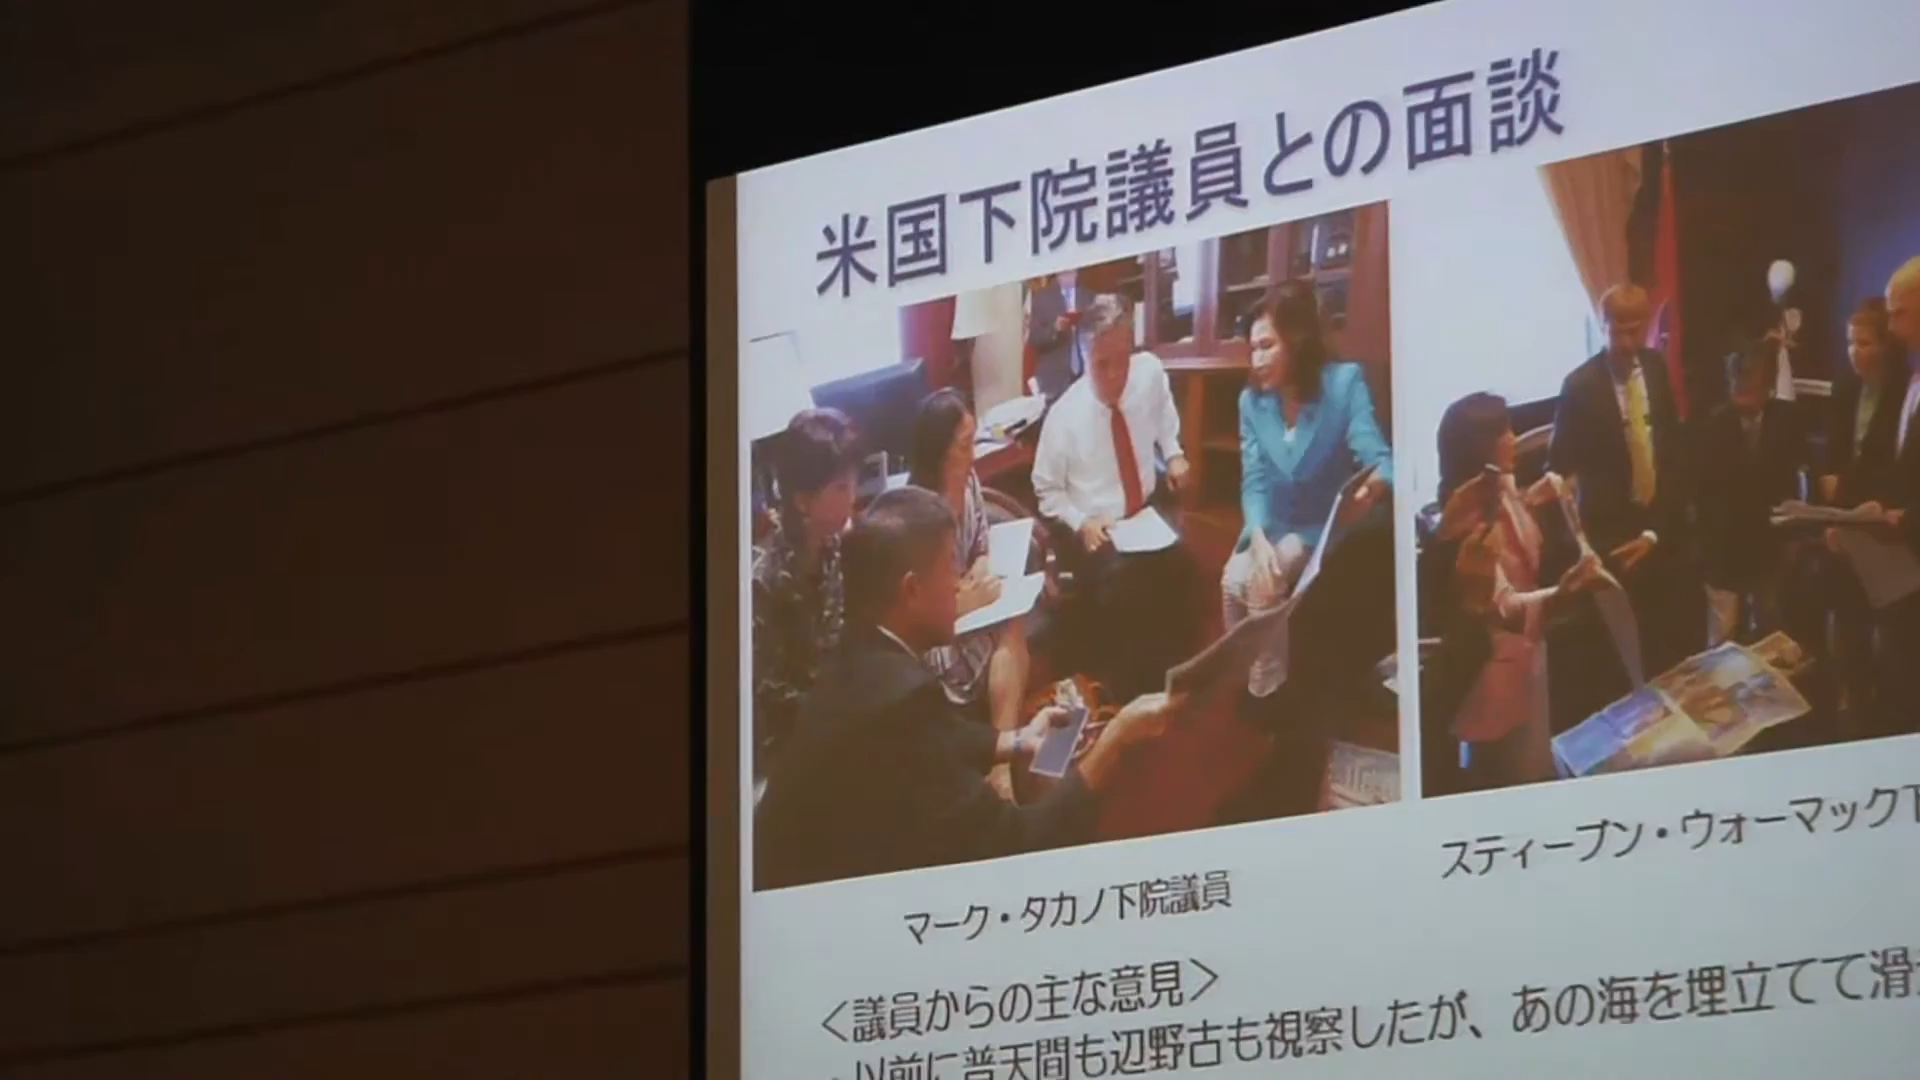 米国下院議員との面談
マーク・タカノ下院議員
スティーブン・ウォーマック下
＜議員からの主な意見＞
・以前に普天間も辺野古も視察したが、あの海を埋立てて滑